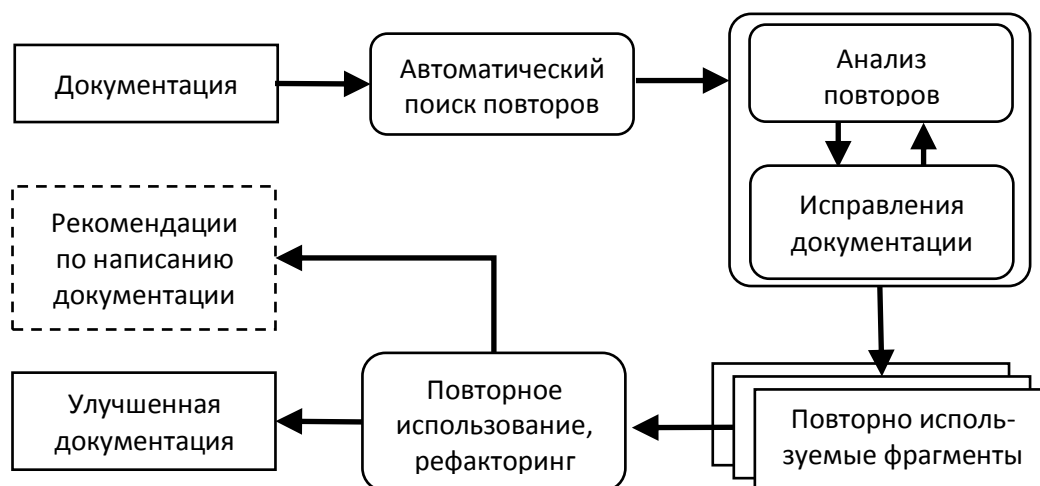 Документация
Автоматический
поиск повторов
Анализ
повторов
Исправления
документации
Рекомендации
по написанию
документации
Улучшенная
документация
Повторное
использование,
рефакторинг
Повторно исполь-
зуемые фрагменты